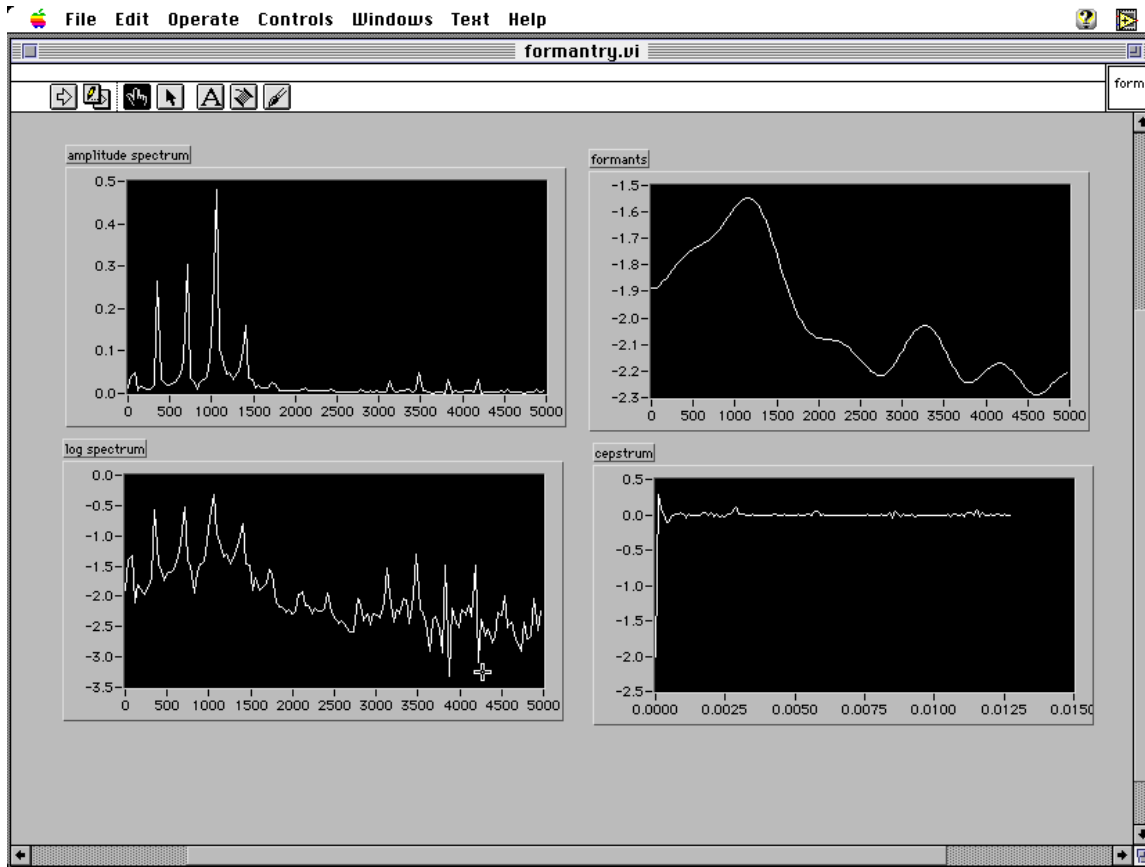 File Edit Operate Controls Windows Text Help
formantry.vi
form
A
amplitude spectrum
0.5
0.4
0.3
0.2
0.1
0.0
0 500 1000 1500 2000 2500 3000 3500 4000 4500 5000
formants
-1.5
-1.6
-1.7
-1.8
-1.9
-2.0
-2.1
-2.2
-2.3
0 500 1000 1500 2000 2500 3000 3500 4000 4500 5000
log spectrum
0.0
-0.5
-1.0
-1.5
-2.0
-2.5
-3.0
-3.5
0 500 1000 1500 2000 2500 3000 3500 4000 4500 5000
cepstrum
0.5
0.0
-0.5
-1.0
-1.5
-2.0
-2.5
0.0000 0.0025 0.0050 0.0075 0.0100 0.0125 0.0150